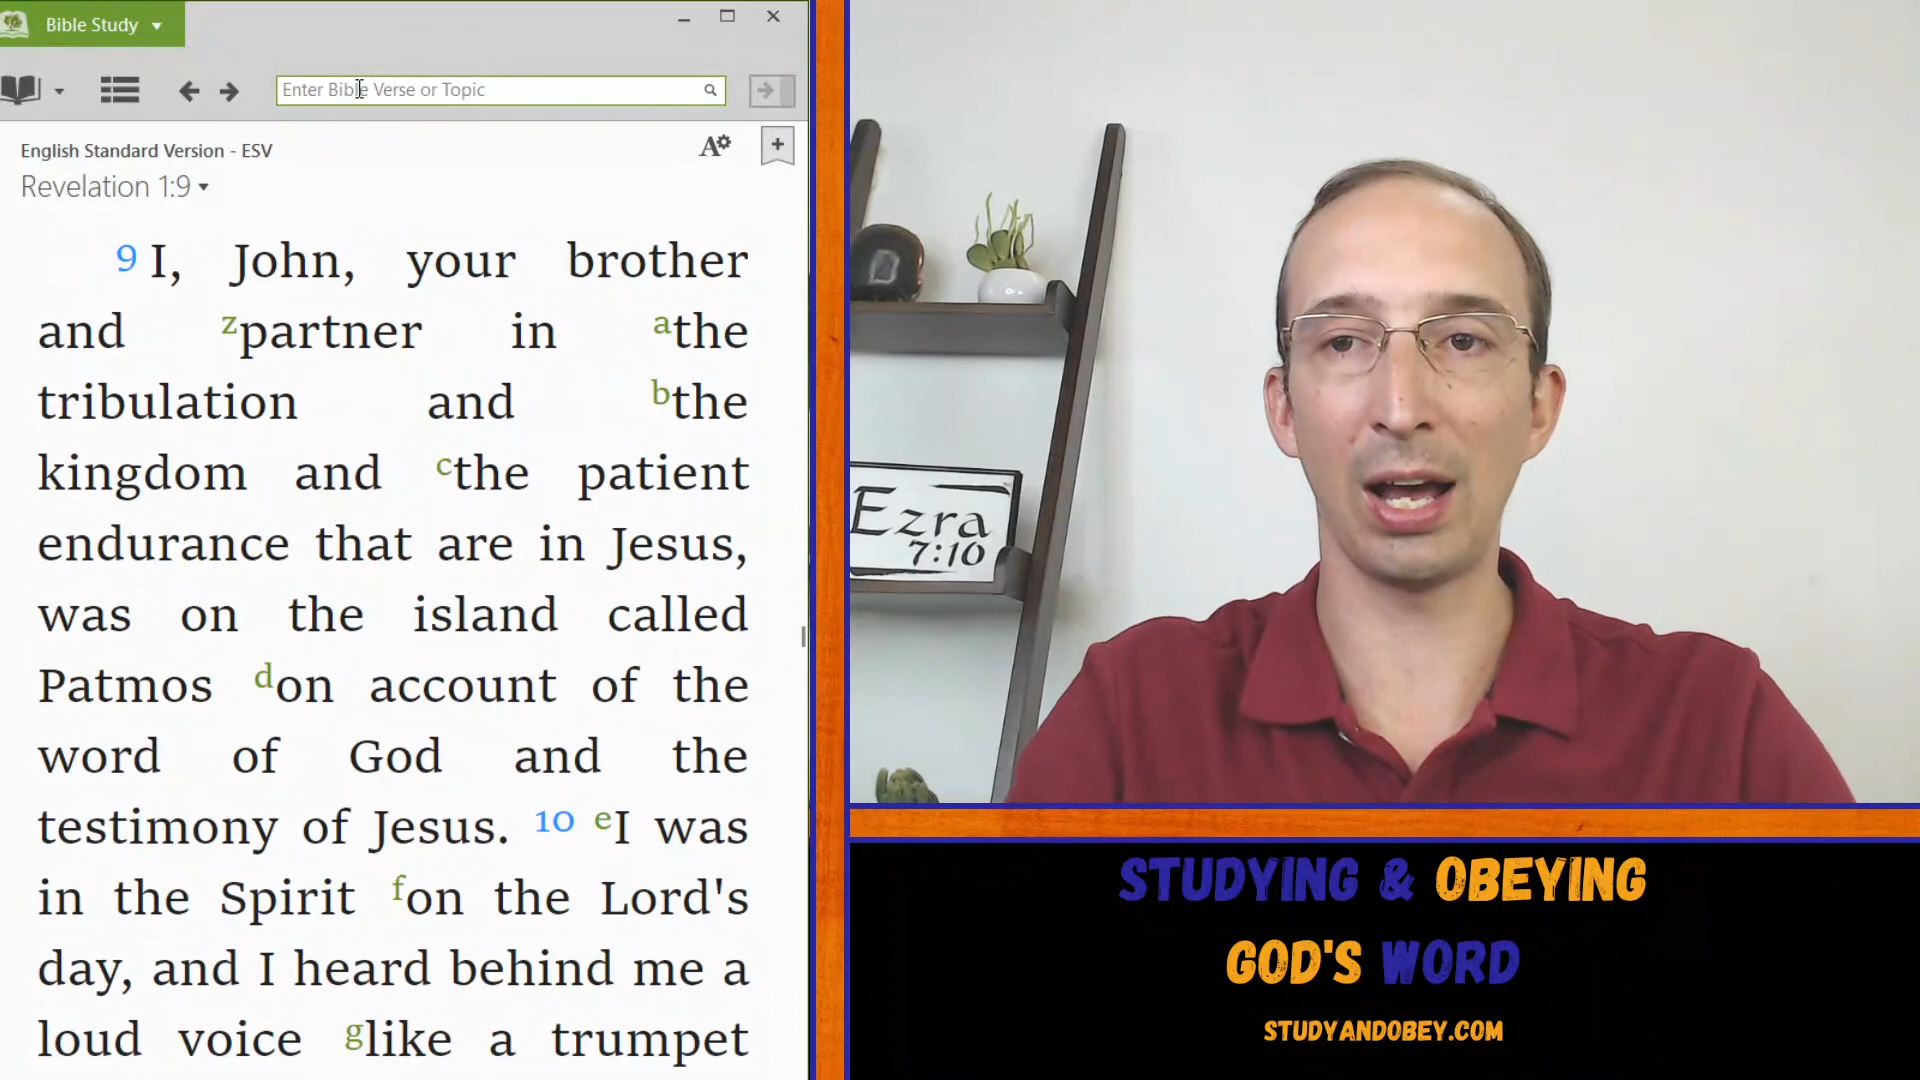 Bible Study
Enter Bible Verse or Topic
English Standard Version - ESV
Revelation 1:9
9 I, John, your brother
and zpartner in athe
tribulation and bthe
kingdom and cthe patient
endurance that are in Jesus,
was on the island called
Patmos don account of the
word of God and the
testimony of Jesus. 10 eI was
in the Spirit fon the Lord's
day, and I heard behind me a
loud voice glike a trumpet
Ezra
7:10
STUDYING & OBEYING
GOD'S WORD
STUDYANDOBEY.COM